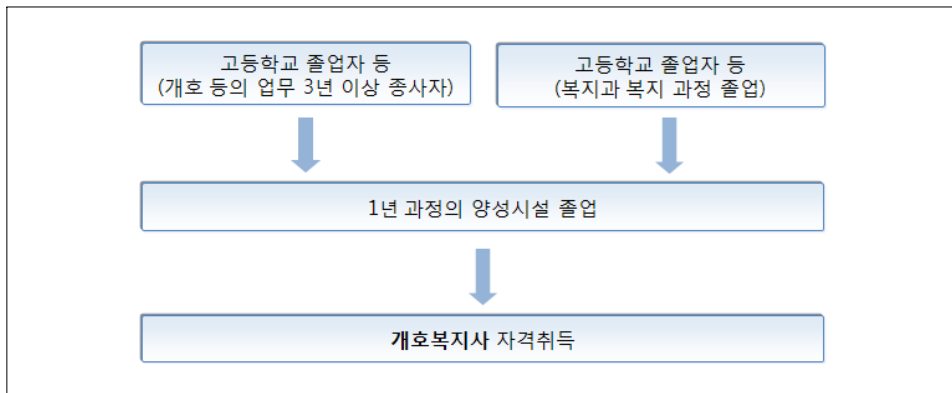 고등학교 졸업자 등
(개호 등의 업무 3년 이상 종사자)
고등학교 졸업자 등
(복지과 복지 과정 졸업)
1년 과정의 양성시설 졸업
개호복지사 자격취득